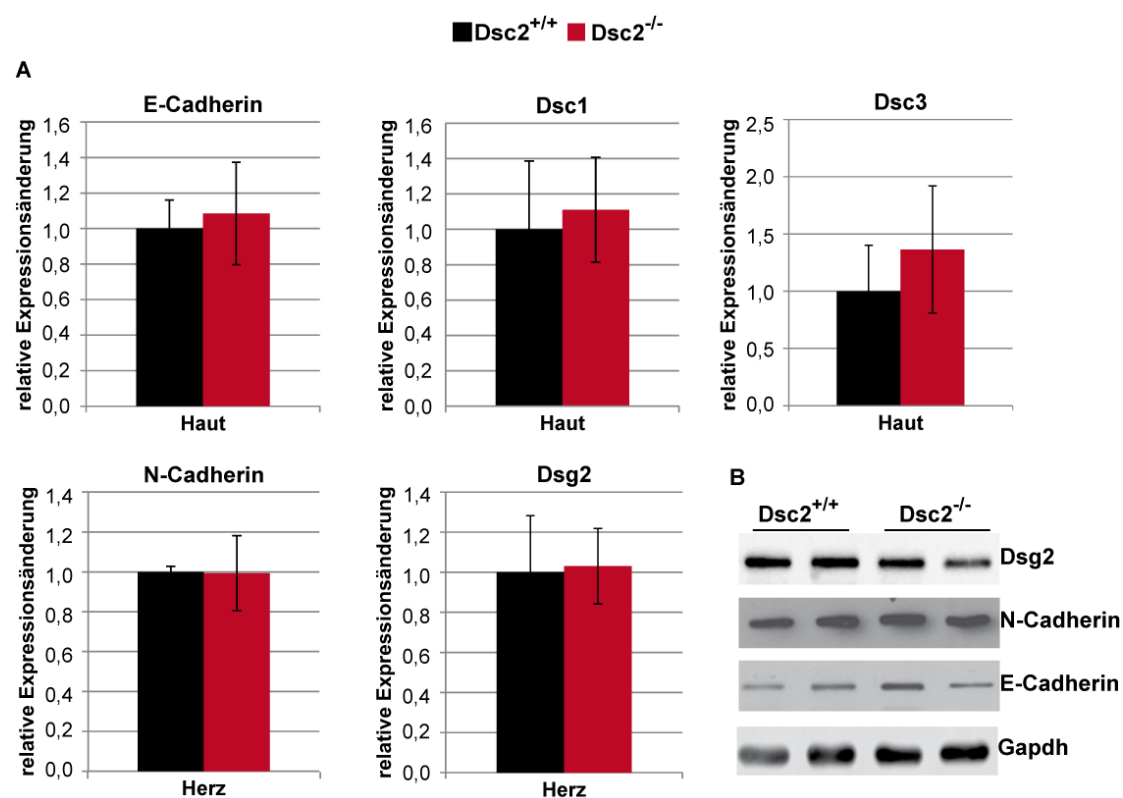 Dsc2+/+ Dsc2-/-
A
E-Cadherin
relative Expressionsänderung
1,6
1,4
1,2
1,0
0,8
0,6
0,4
0,2
0,0
Haut
Dsc1
relative Expressionsänderung
1,6
1,4
1,2
1,0
0,8
0,6
0,4
0,2
0,0
Haut
Dsc3
relative Expressionsänderung
2,5
2,0
1,5
1,0
0,5
0,0
Haut
N-Cadherin
relative Expressionsänderung
1,4
1,2
1,0
0,8
0,6
0,4
0,2
0,0
Herz
Dsg2
relative Expressionsänderung
1,4
1,2
1,0
0,8
0,6
0,4
0,2
0,0
Herz
B
Dsc2+/+ Dsc2-/-
Dsg2
N-Cadherin
E-Cadherin
Gapdh